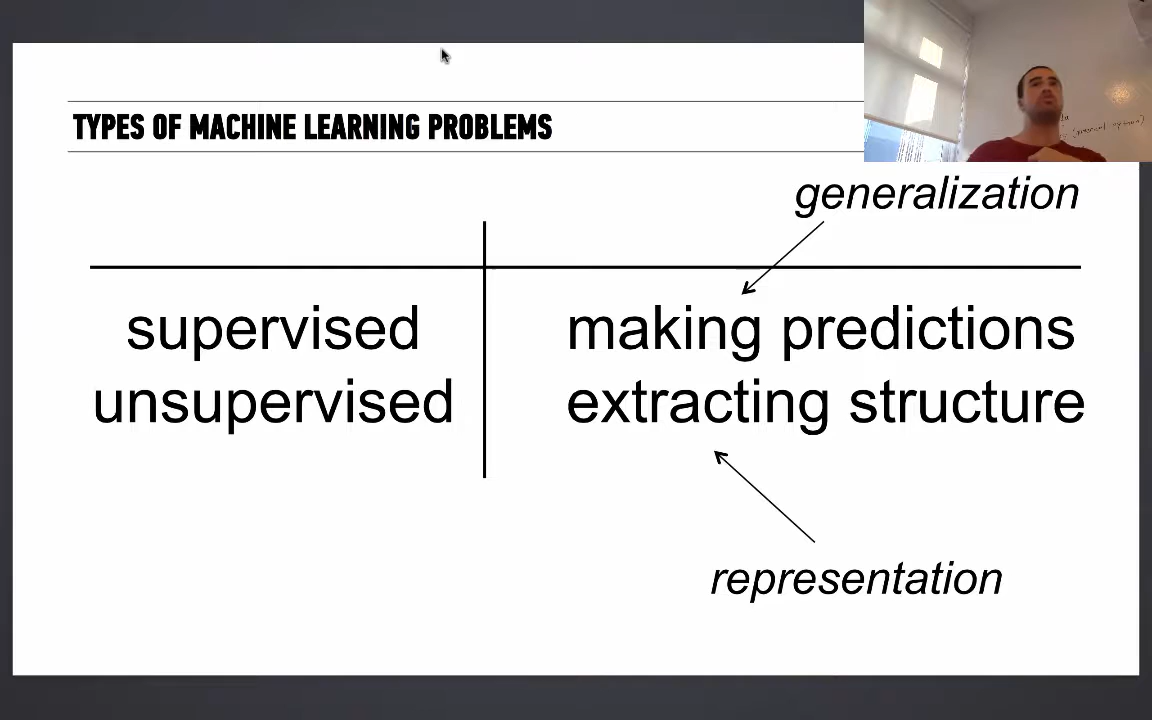 TYPES OF MACHINE LEARNING PROBLEMS
generalization
supervised making predictions
unsupervised extracting structure
representation